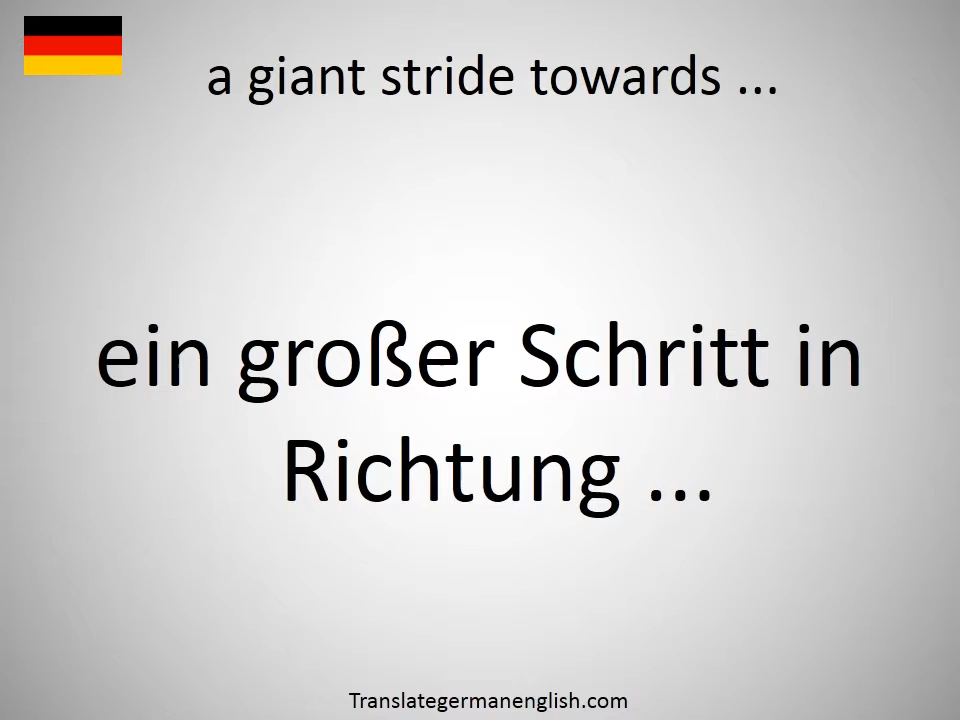 a giant stride towards ...
ein großer Schritt in
Richtung ...
Translategermanenglish.com